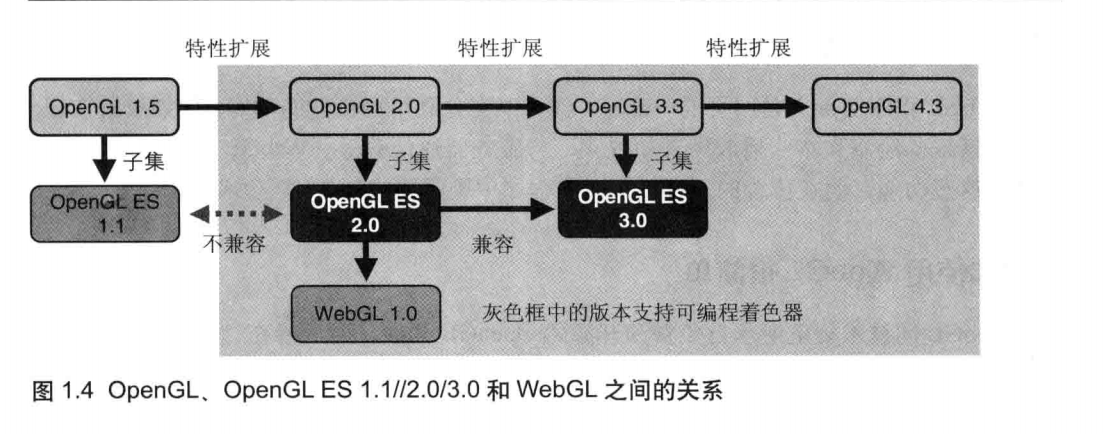 特性扩展 特性扩展 特性扩展
OpenGL 1.5 OpenGL 2.0 OpenGL 3.3 OpenGL 4.3
子集 子集 子集
OpenGL ES
1.1
OpenGL ES
2.0
OpenGL ES
3.0
不兼容 兼容
WebGL 1.0 灰色框中的版本支持可编程着色器
图 1.4 OpenGL、OpenGL ES 1.1//2.0/3.0 和 WebGL 之间的关系